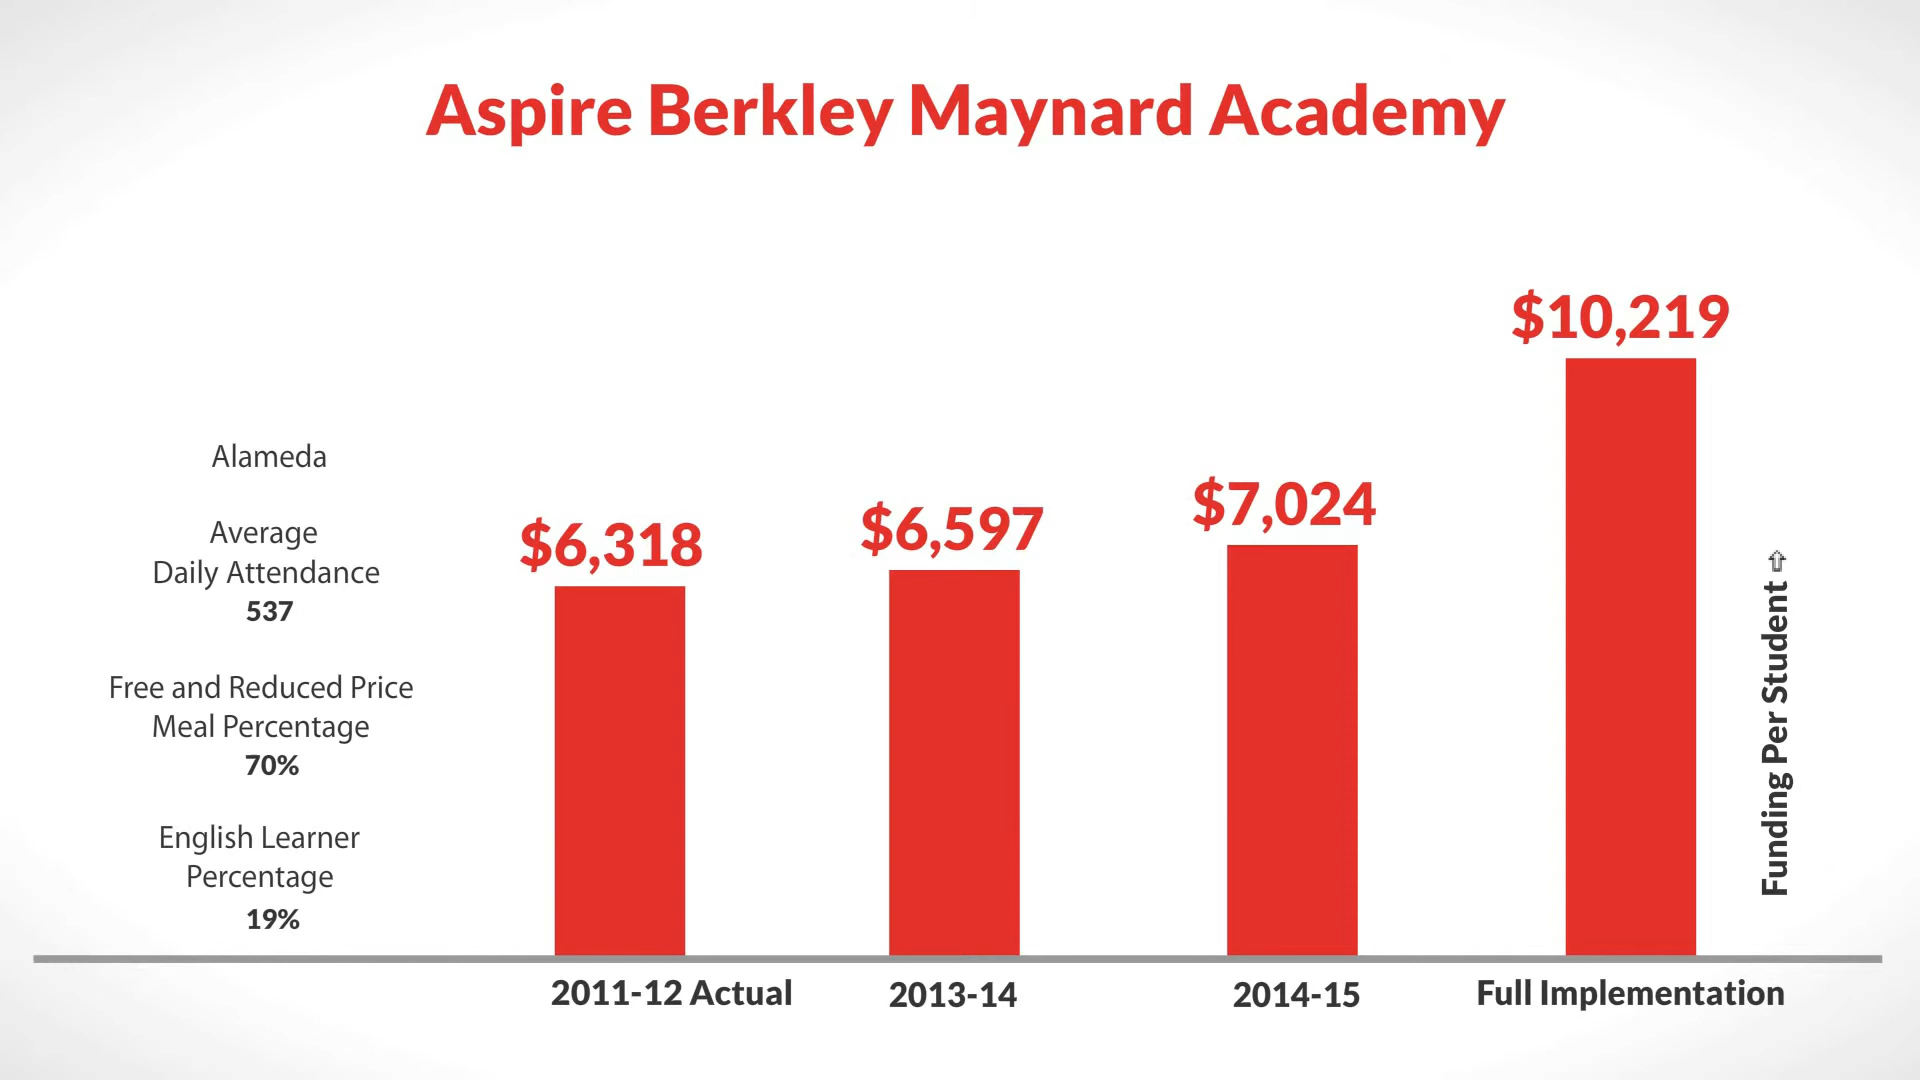 Aspire Berkley Maynard Academy
Alameda
Average
Daily Attendance
537
Free and Reduced Price
Meal Percentage
70%
English Learner
Percentage
19%
$6,318
$6,597
$7,024
$10,219
Funding Per Student ⇧
2011-12 Actual
2013-14
2014-15
Full Implementation